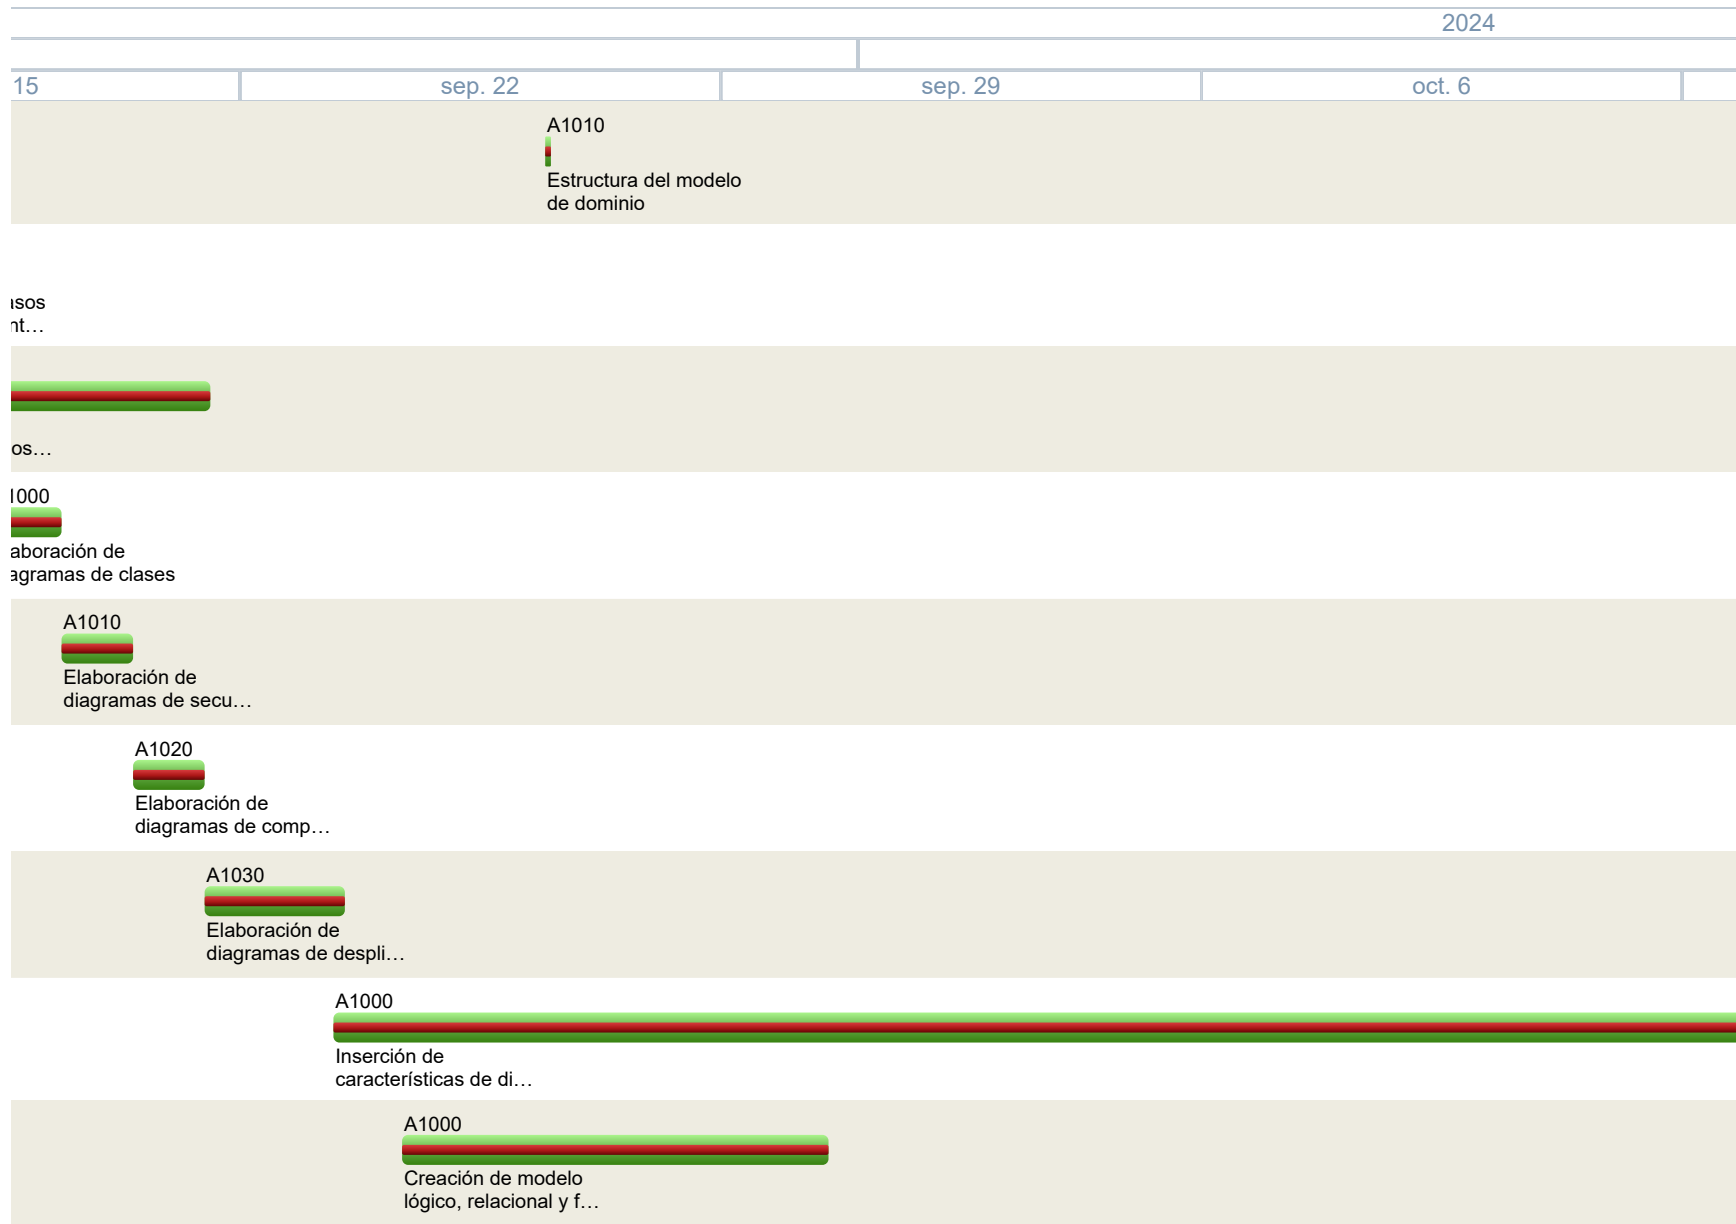 2024
15
sep. 22
sep. 29
oct. 6
A1010
Estructura del modelo
de dominio
asos
nt…
os…
1000
aboración de
agramas de clases
A1010
Elaboración de
diagramas de secu…
A1020
Elaboración de
diagramas de comp…
A1030
Elaboración de
diagramas de despli…
A1000
Inserción de
características de di…
A1000
Creación de modelo
lógico, relacional y f…